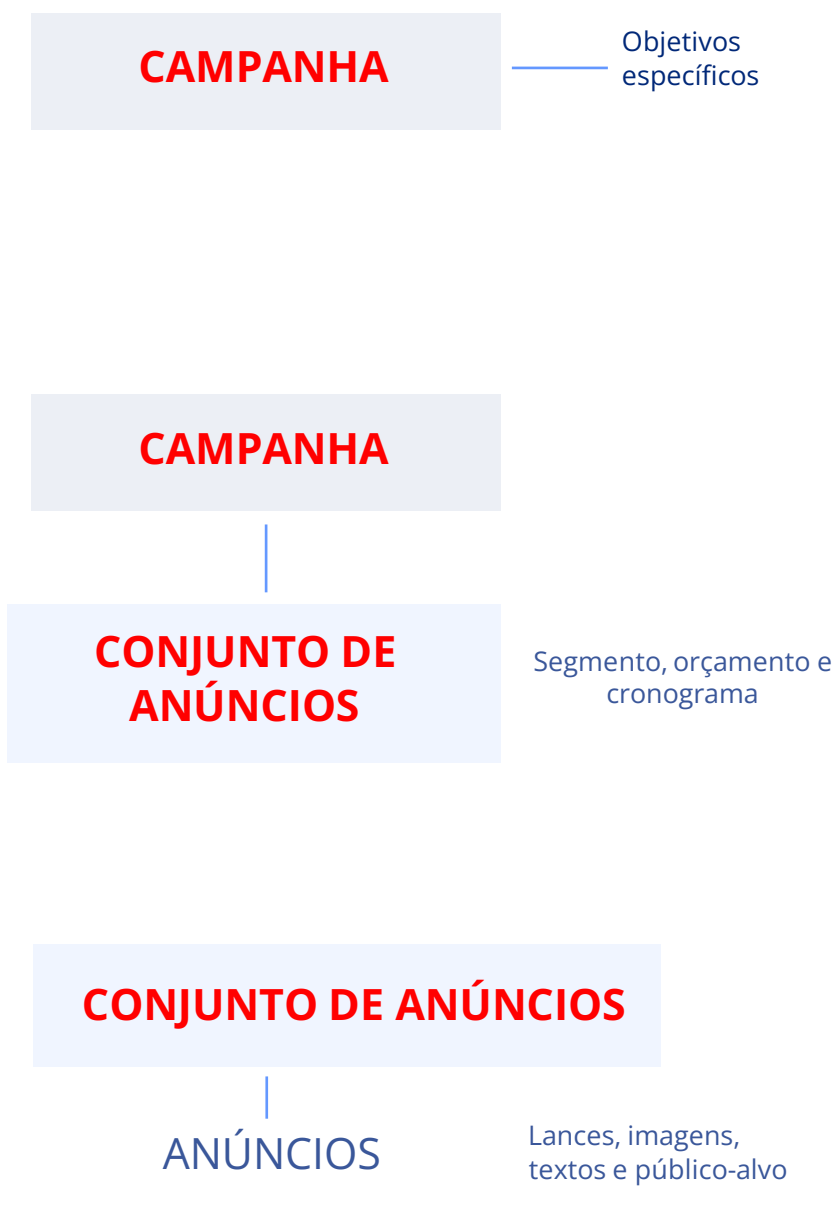 CAMPANHA
Objetivos
específicos
CAMPANHA
CONJUNTO DE
ANÚNCIOS
Segmento, orçamento e
cronograma
CONJUNTO DE ANÚNCIOS
ANÚNCIOS
Lances, imagens,
textos e público-alvo